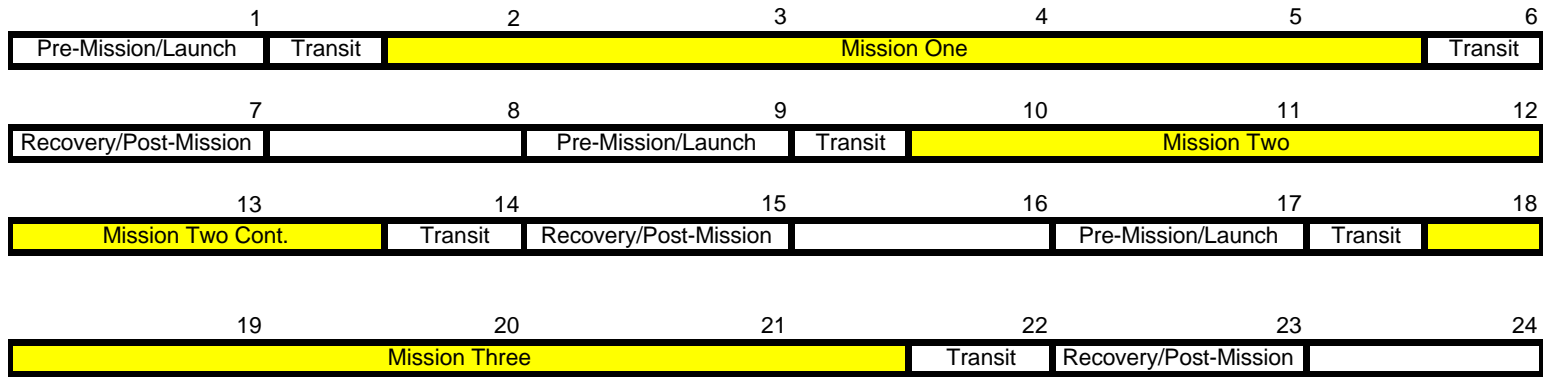 1 2 3 4 5 6
Pre-Mission/Launch Transit Mission One Transit
7 8 9 10 11 12
Recovery/Post-Mission Pre-Mission/Launch Transit Mission Two
13 14 15 16 17 18
Mission Two Cont. Transit Recovery/Post-Mission Pre-Mission/Launch Transit
19 20 21 22 23 24
Mission Three Transit Recovery/Post-Mission